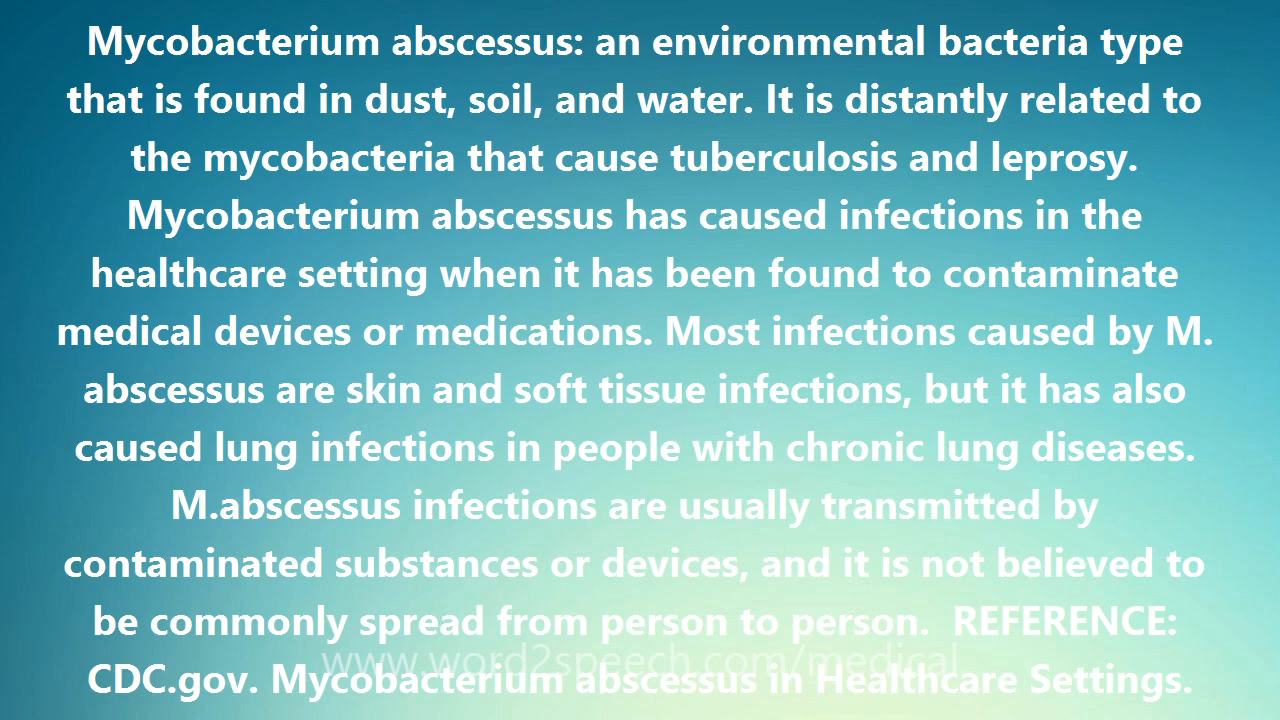 Mycobacterium abscessus: an environmental bacteria type
that is found in dust, soil, and water. It is distantly related to
the mycobacteria that cause tuberculosis and leprosy.
Mycobacterium abscessus has caused infections in the
healthcare setting when it has been found to contaminate
medical devices or medications. Most infections caused by M.
abscessus are skin and soft tissue infections, but it has also
caused lung infections in people with chronic lung diseases.
M.abscessus infections are usually transmitted by
contaminated substances or devices, and it is not believed to
be commonly spread from person to person.  REFERENCE:
www.word2speech.com/medical
CDC.gov. Mycobacterium abscessus in Healthcare Settings.